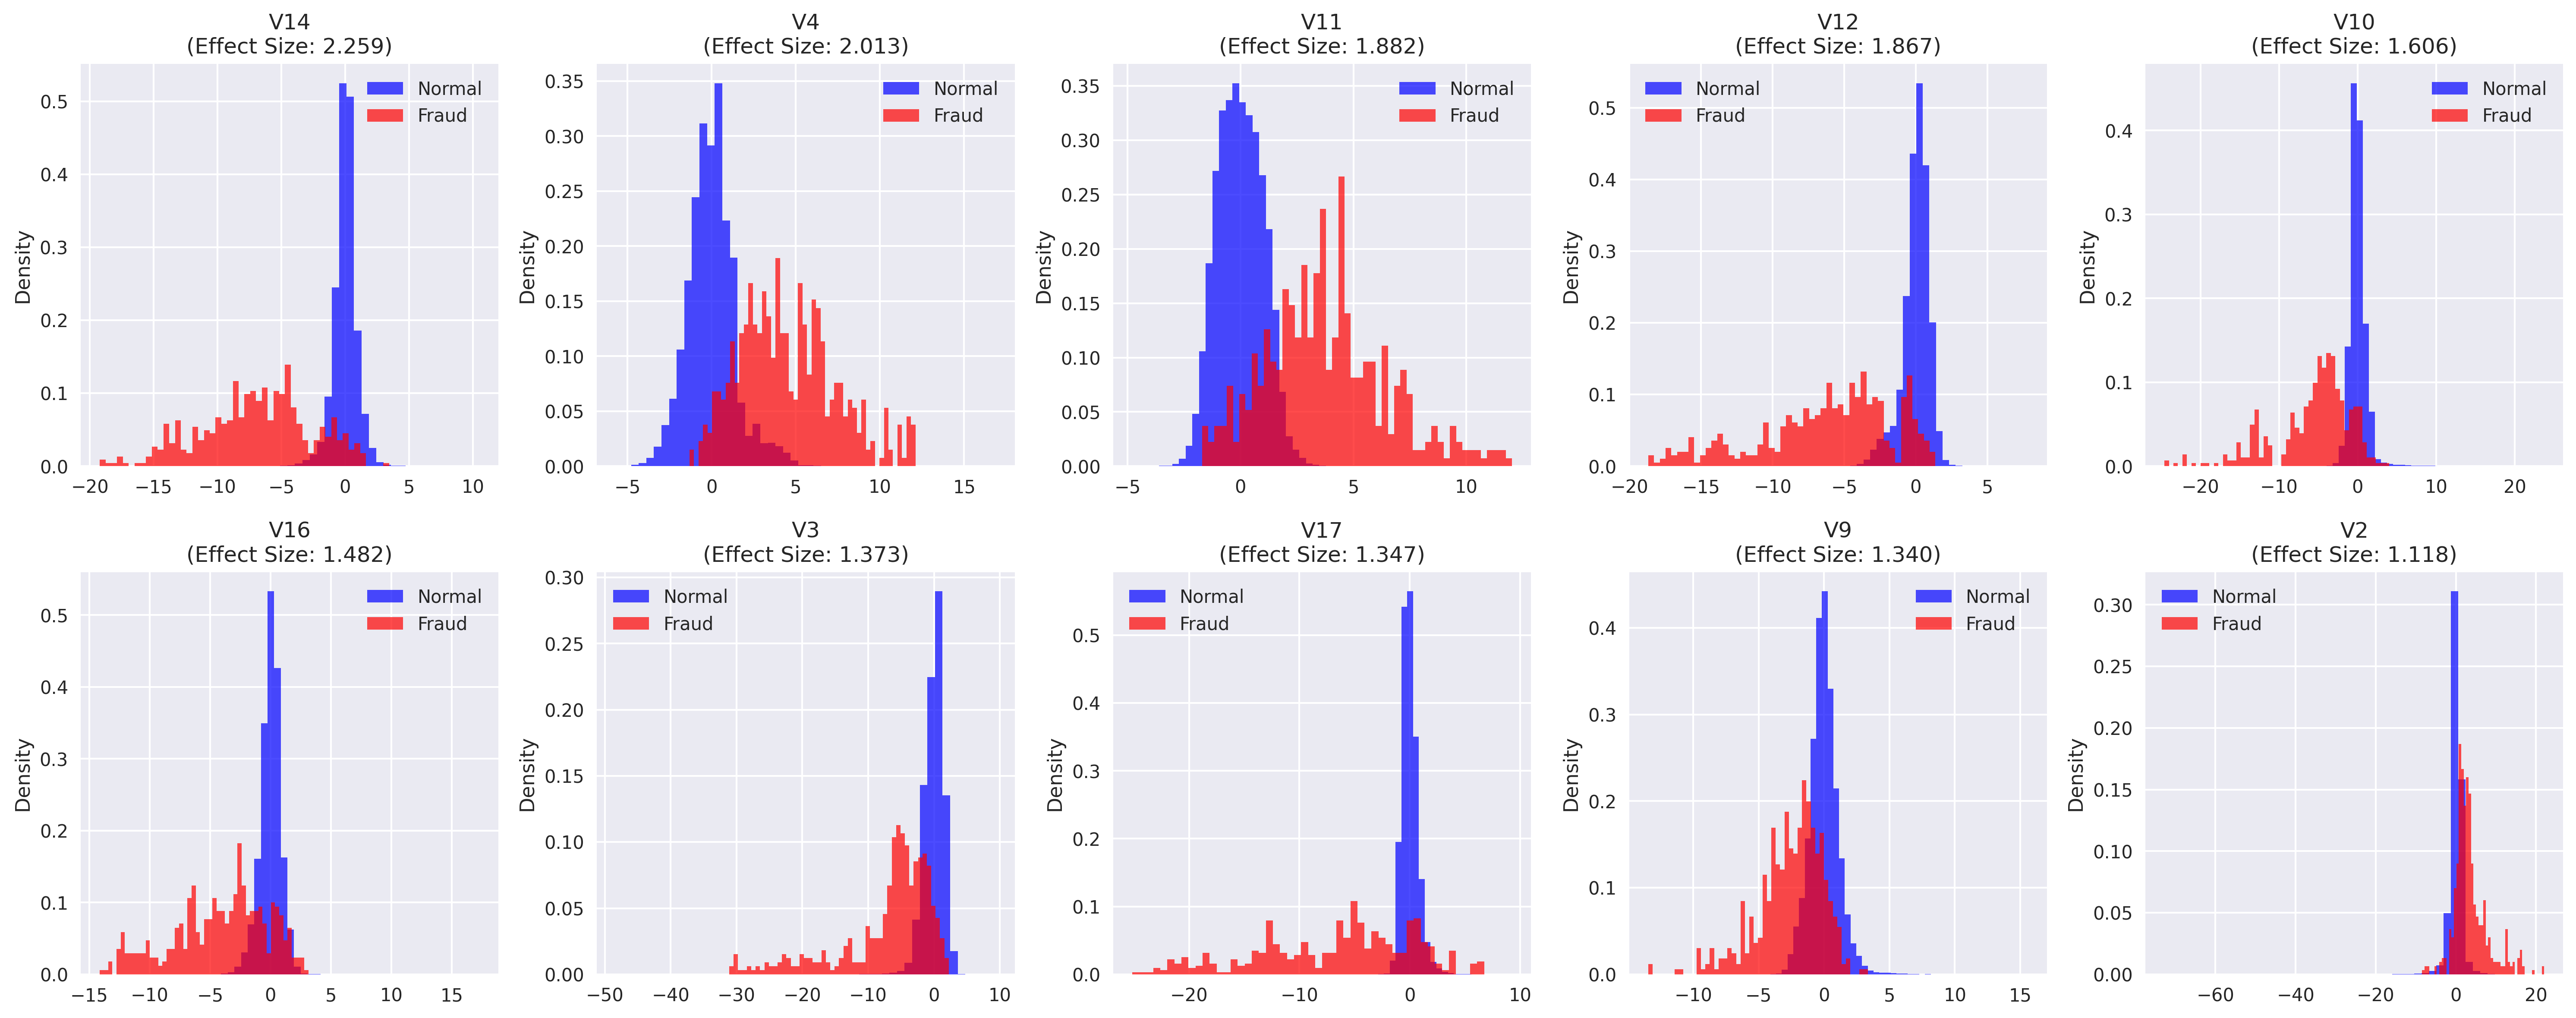 V14
(Effect Size: 2.259)
Density
0.5
0.4
0.3
0.2
0.1
0.0
−20 −15 −10 −5 0 5 10
Normal
Fraud
V4
(Effect Size: 2.013)
Density
0.35
0.30
0.25
0.20
0.15
0.10
0.05
0.00
−5 0 5 10 15
Normal
Fraud
V11
(Effect Size: 1.882)
Density
0.35
0.30
0.25
0.20
0.15
0.10
0.05
0.00
−5 0 5 10
Normal
Fraud
V12
(Effect Size: 1.867)
Density
0.5
0.4
0.3
0.2
0.1
0.0
−20 −15 −10 −5 0 5
Normal
Fraud
V10
(Effect Size: 1.606)
Density
0.4
0.3
0.2
0.1
0.0
−20 −10 0 10 20
Normal
Fraud
V16
(Effect Size: 1.482)
Density
0.5
0.4
0.3
0.2
0.1
0.0
−15 −10 −5 0 5 10 15
Normal
Fraud
V3
(Effect Size: 1.373)
Density
0.30
0.25
0.20
0.15
0.10
0.05
0.00
−50 −40 −30 −20 −10 0 10
Normal
Fraud
V17
(Effect Size: 1.347)
Density
0.5
0.4
0.3
0.2
0.1
0.0
−20 −10 0 10
Normal
Fraud
V9
(Effect Size: 1.340)
Density
0.4
0.3
0.2
0.1
0.0
−10 −5 0 5 10 15
Normal
Fraud
V2
(Effect Size: 1.118)
Density
0.30
0.25
0.20
0.15
0.10
0.05
0.00
−60 −40 −20 0 20
Normal
Fraud